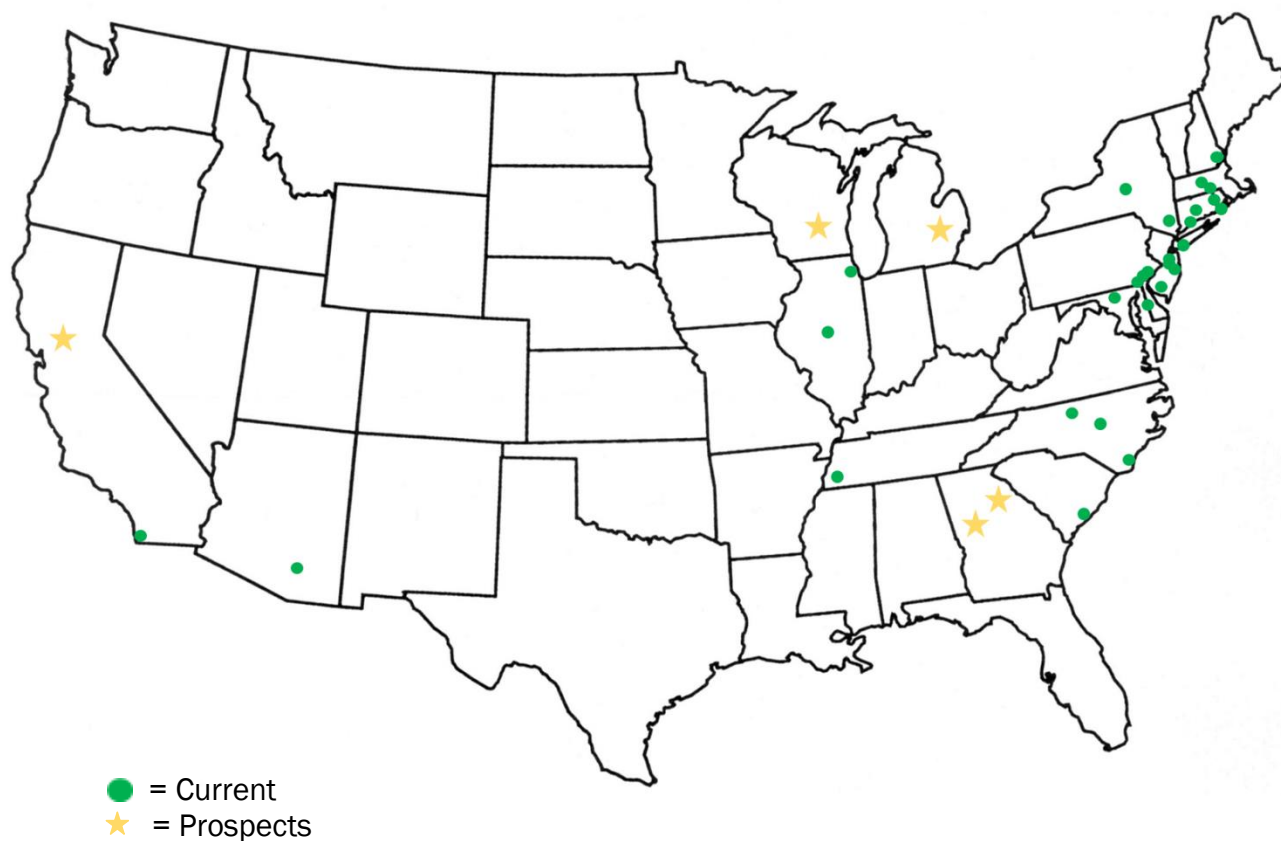 = Current
= Prospects